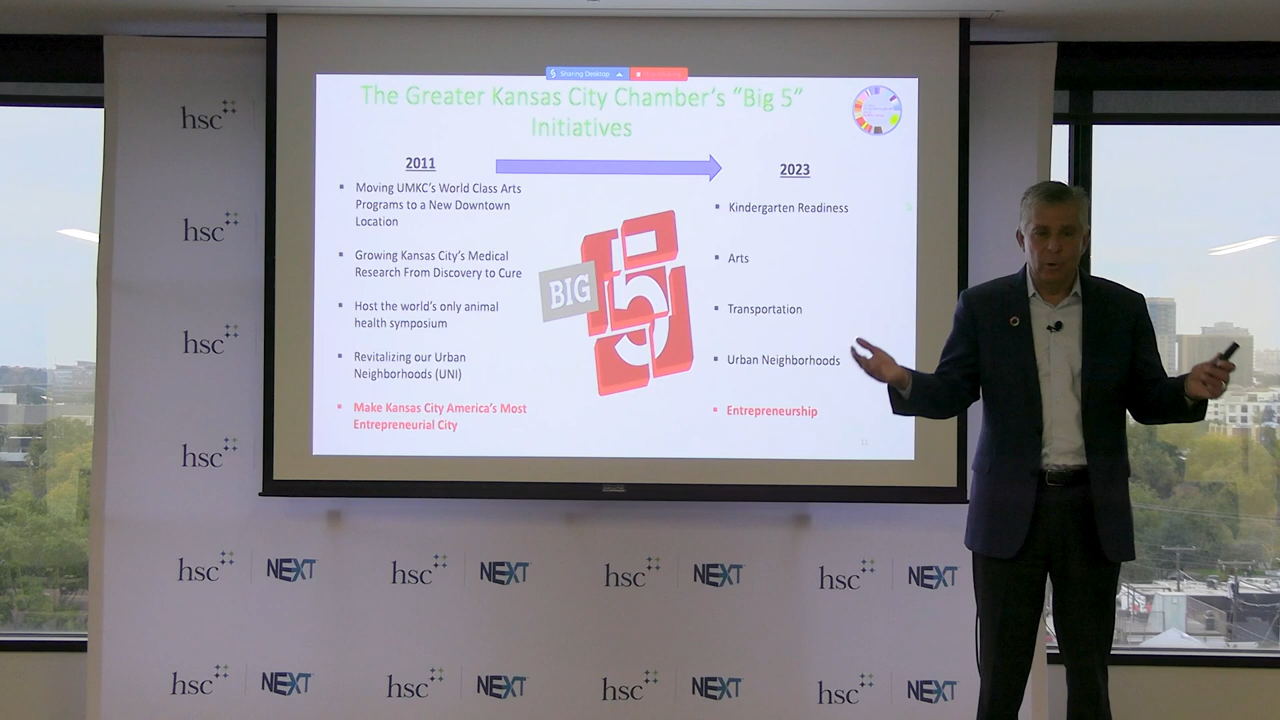 Sharing Desktop
The Greater Kansas City Chamber's "Big 5"
Initiatives
2011
2023
Moving UMKC's World Class Arts
Programs to a New Downtown
Location
Growing Kansas City's Medical
Research From Discovery to Cure
Host the world's only animal
health symposium
Revitalizing our Urban
Neighborhoods (UNI)
Make Kansas City America's Most
Entrepreneurial City
BIG
5
Kindergarten Readiness
Arts
Transportation
Urban Neighborhoods
Entrepreneurship
11
hsc
hsc
hsc
hsc
hsc NEXT hsc NEXT hsc NEXT hsc NEXT
hsc NEXT hsc NEXT hsc NEXT hsc NEXT